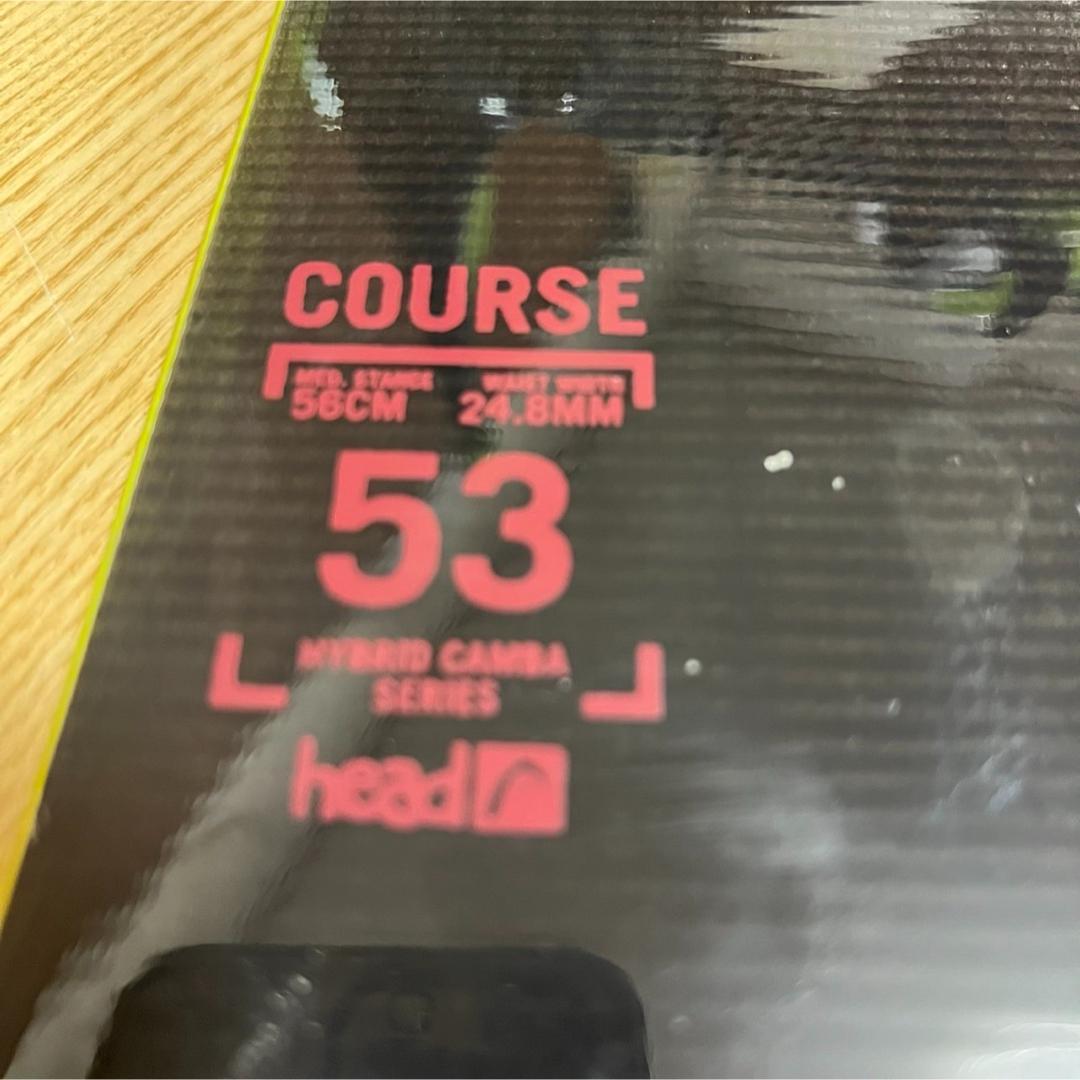 COURSE
MED. STANCE WAIST WIDTH
56CM 24.8MM
53
HYBRID CAMBA
SERIES
head